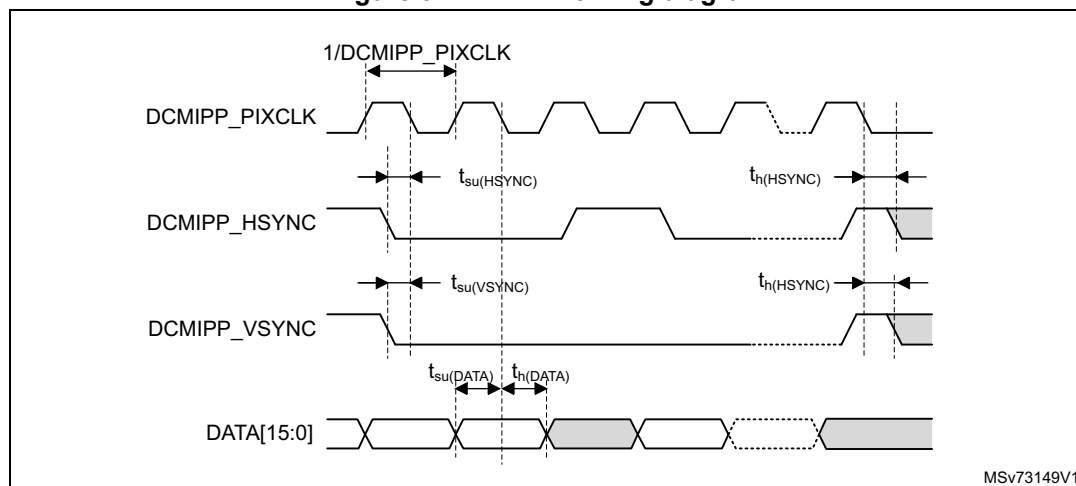 1/DCMIPP_PIXCLK
DCMIPP_PIXCLK
tsu(HSYNC)
th(HSYNC)
DCMIPP_HSYNC
tsu(VSYNC)
th(HSYNC)
DCMIPP_VSYNC
tsu(DATA) th(DATA)
DATA[15:0]
MSv73149V1